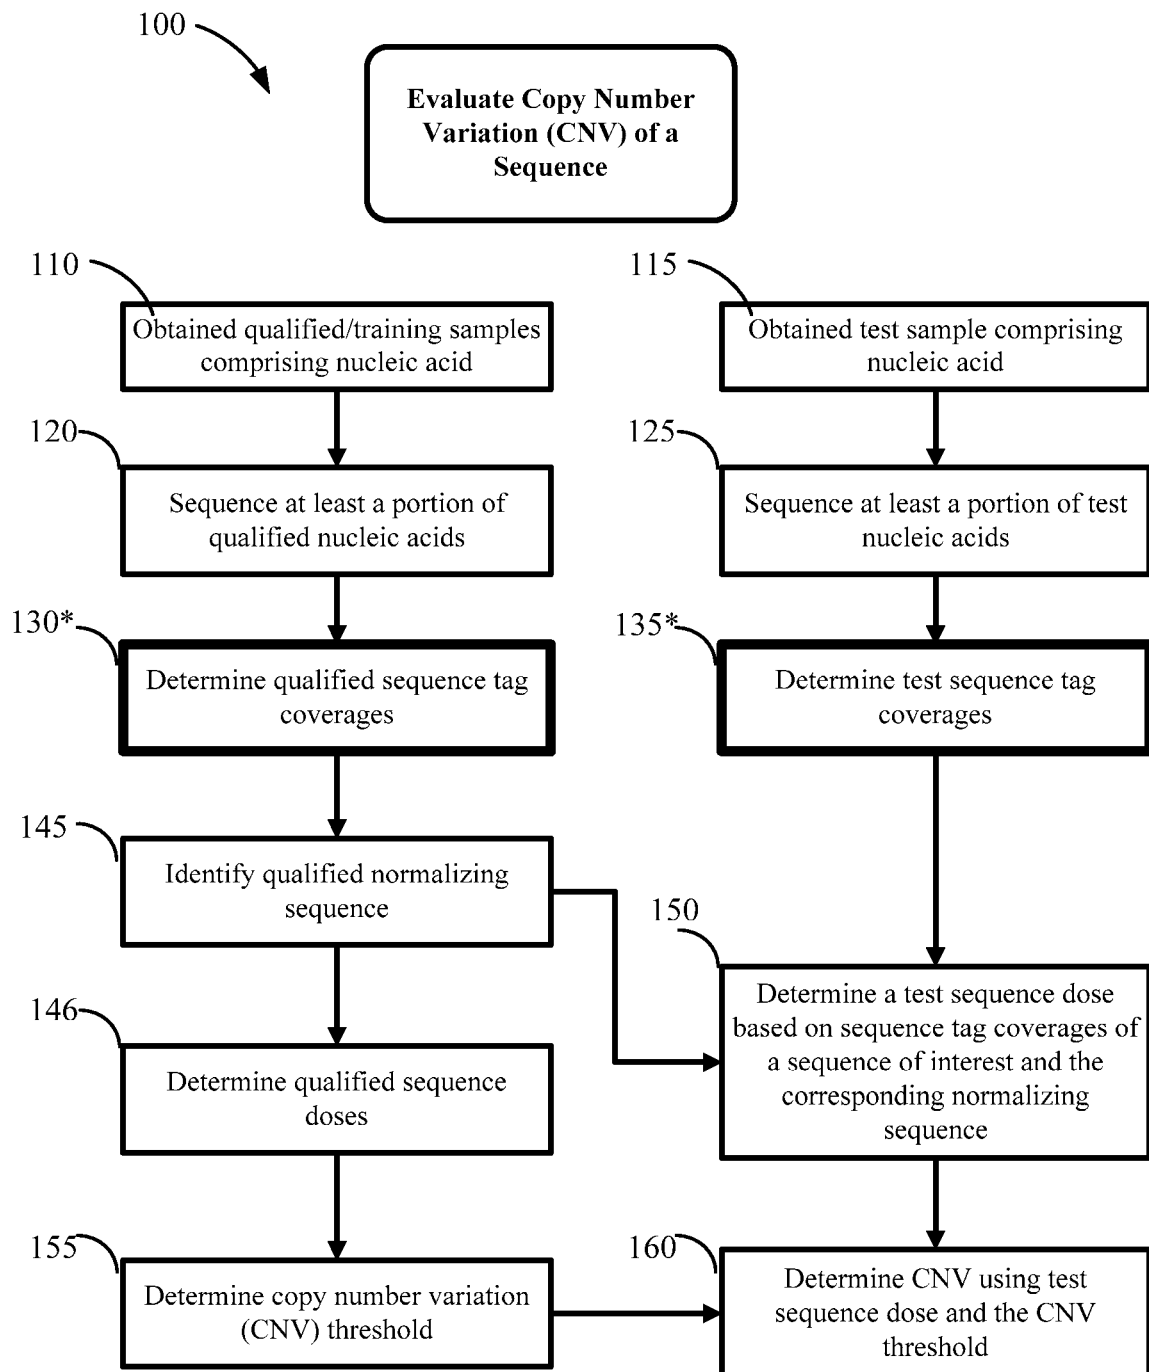 100
Evaluate Copy Number
Variation (CNV) of a
Sequence
110
Obtained qualified/training samples
comprising nucleic acid
115
Obtained test sample comprising
nucleic acid
120
Sequence at least a portion of
qualified nucleic acids
125
Sequence at least a portion of test
nucleic acids
130*
Determine qualified sequence tag
coverages
135*
Determine test sequence tag
coverages
145
Identify qualified normalizing
sequence
150
Determine a test sequence dose
based on sequence tag coverages of
a sequence of interest and the
corresponding normalizing
sequence
146
Determine qualified sequence
doses
155
Determine copy number variation
(CNV) threshold
160
Determine CNV using test
sequence dose and the CNV
threshold